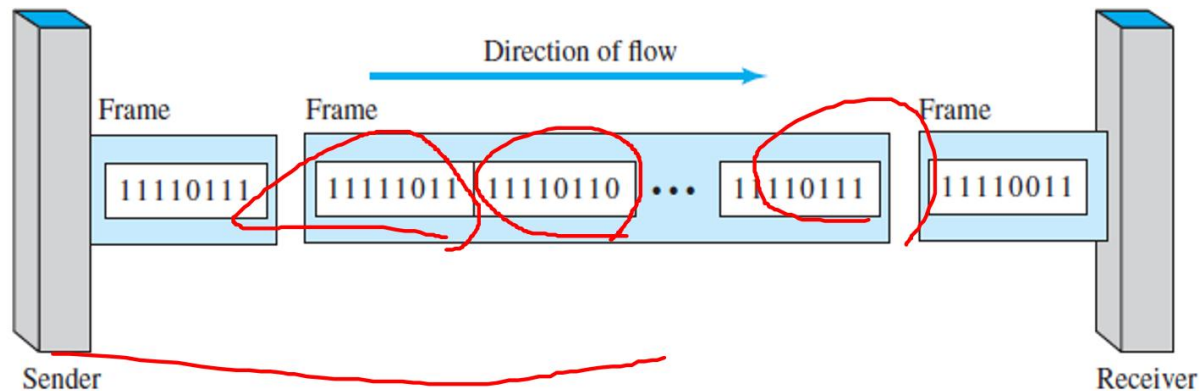 Direction of flow
Frame Frame Frame
11110111 11111011 11110110 ••• 11110111 11110011
Sender Receiver